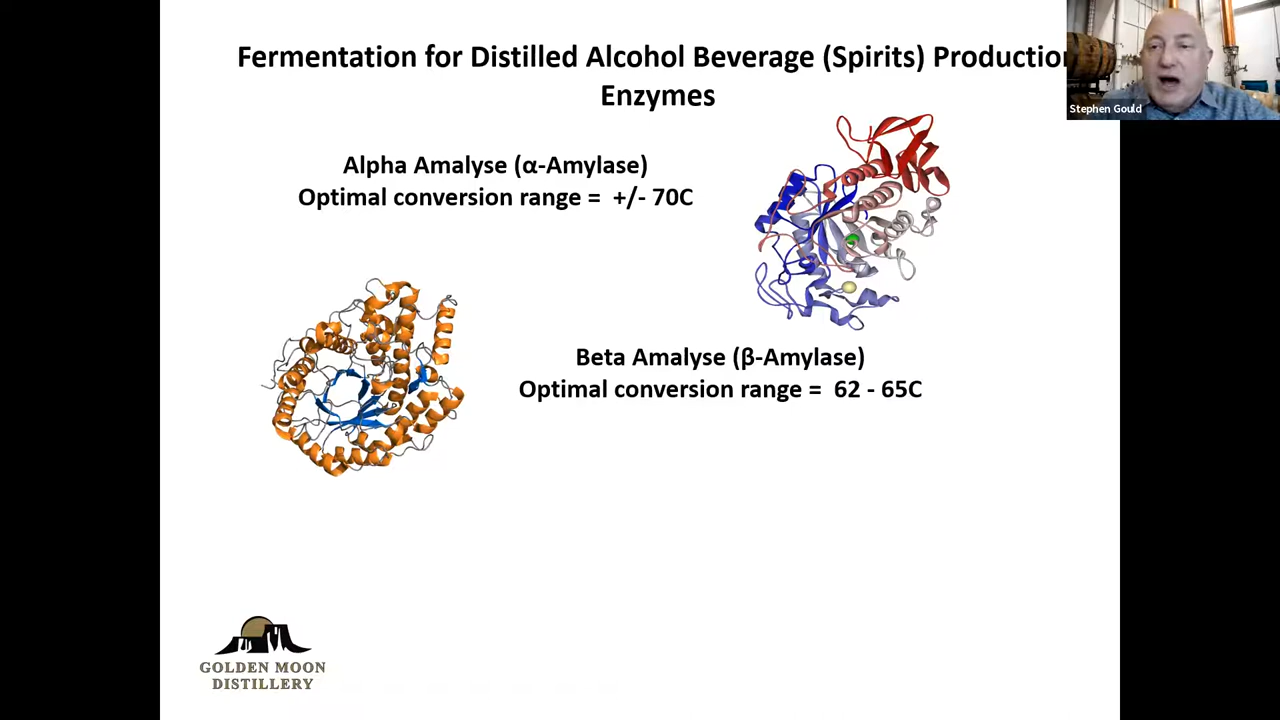 Fermentation for Distilled Alcohol Beverage (Spirits) Production
Enzymes
Stephen Gould
Alpha Amalyse (α-Amylase)
Optimal conversion range = +/- 70C
Beta Amalyse (β-Amylase)
Optimal conversion range = 62 - 65C
GOLDEN MOON
DISTILLERY